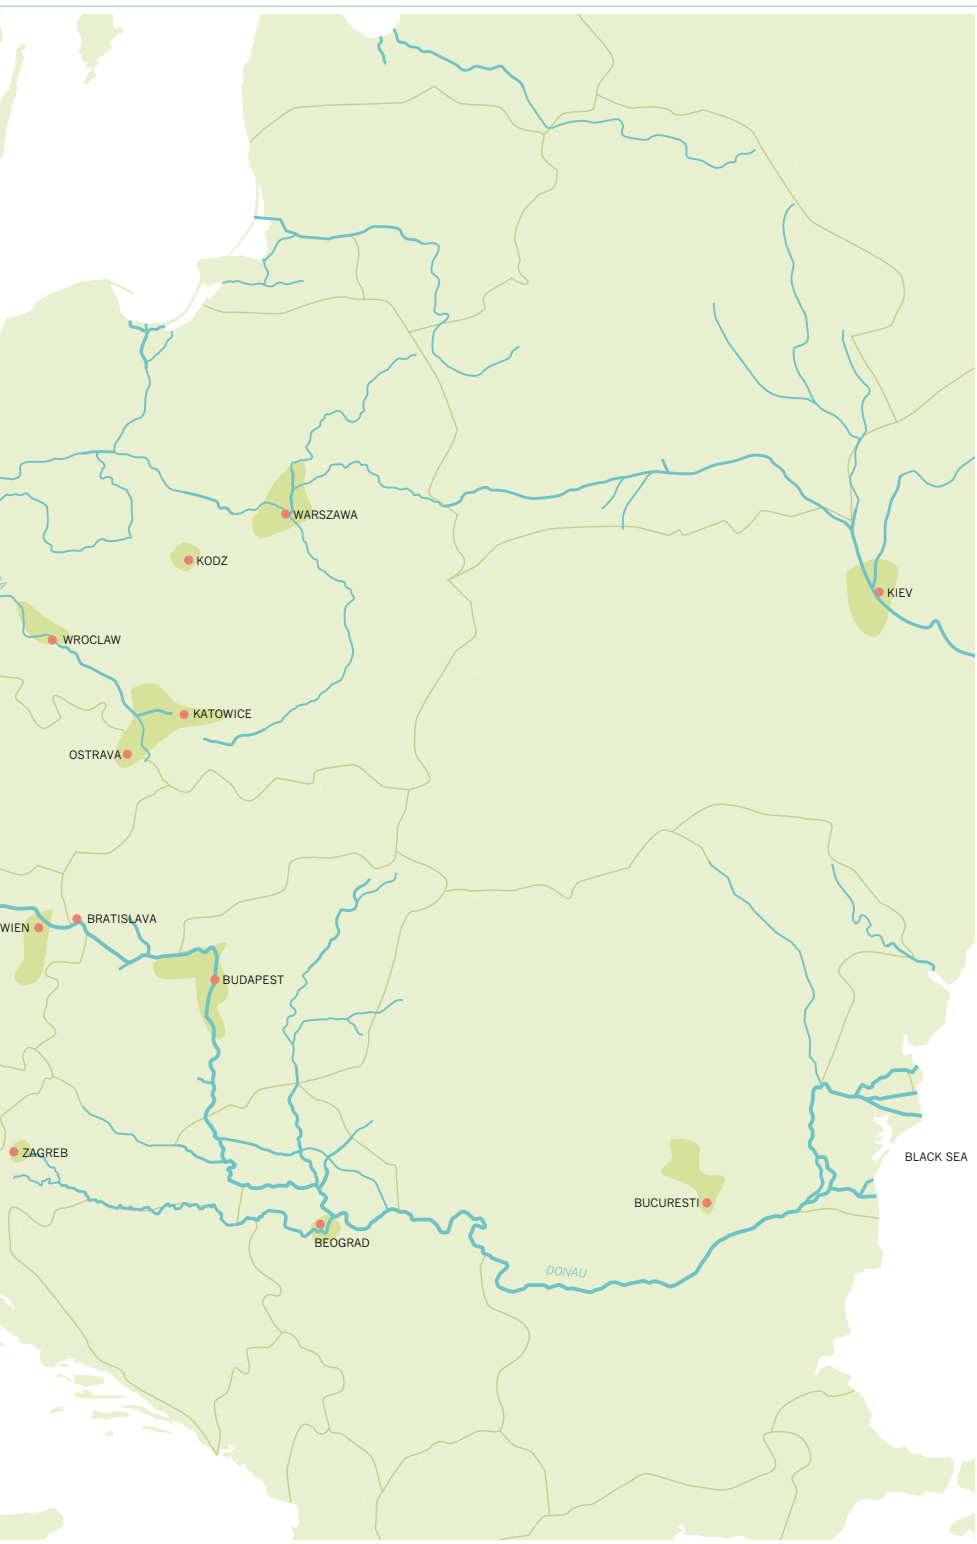 WARSZAWA
KODZ
KIEV
WROCLAW
KATOWICE
OSTRAVA
BRATISLAVA
WIEN
BUDAPEST
ZAGREB
BLACK SEA
BUCURESTI
BEOGRAD
DONAU